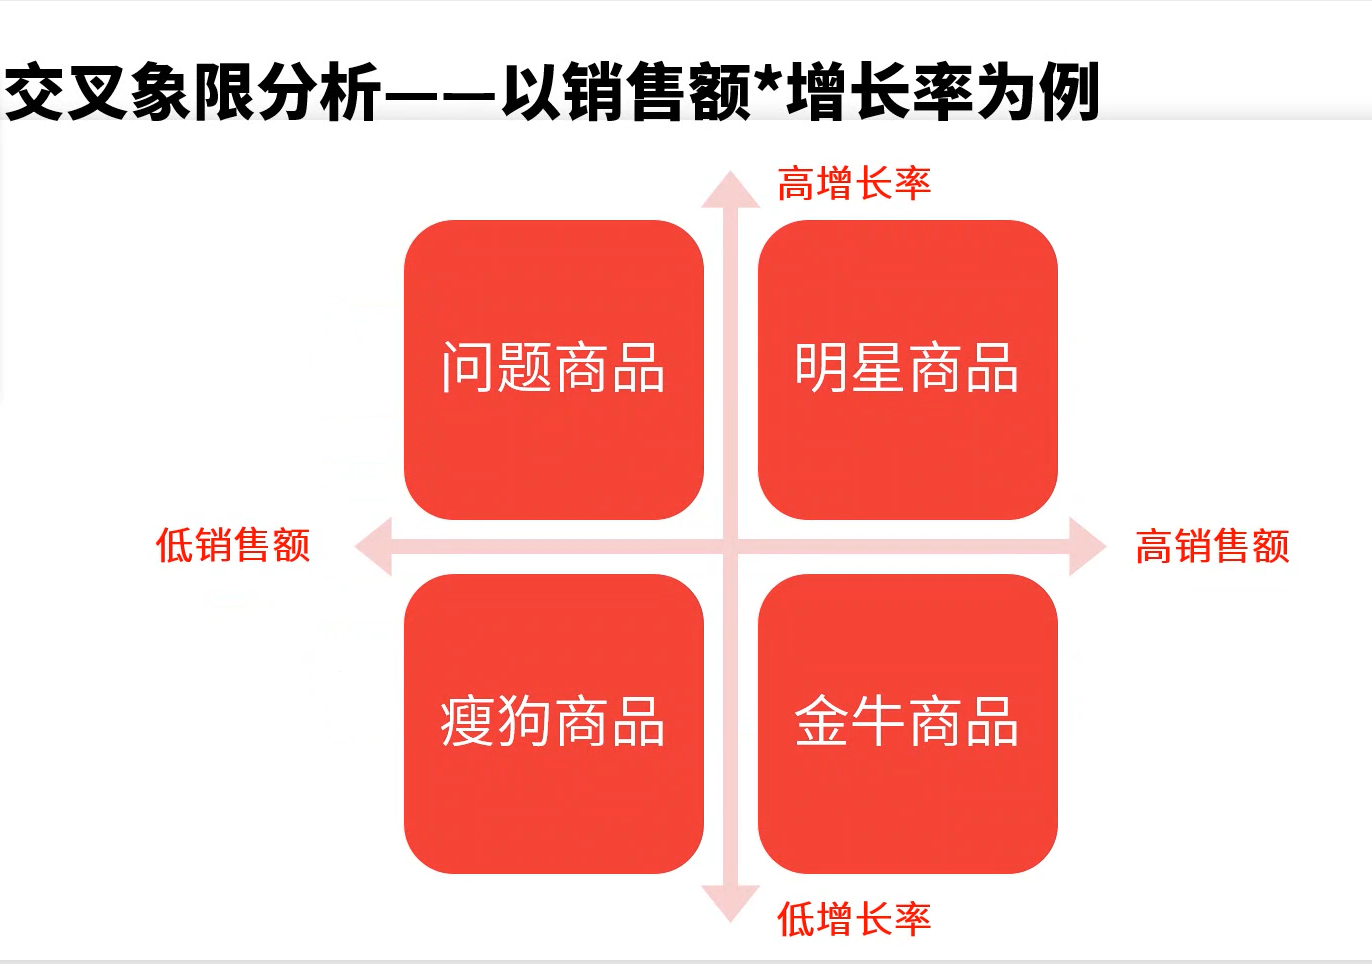 交叉象限分析——以销售额*增长率为例
高增长率
问题商品
明星商品
低销售额
高销售额
瘦狗商品
金牛商品
低增长率